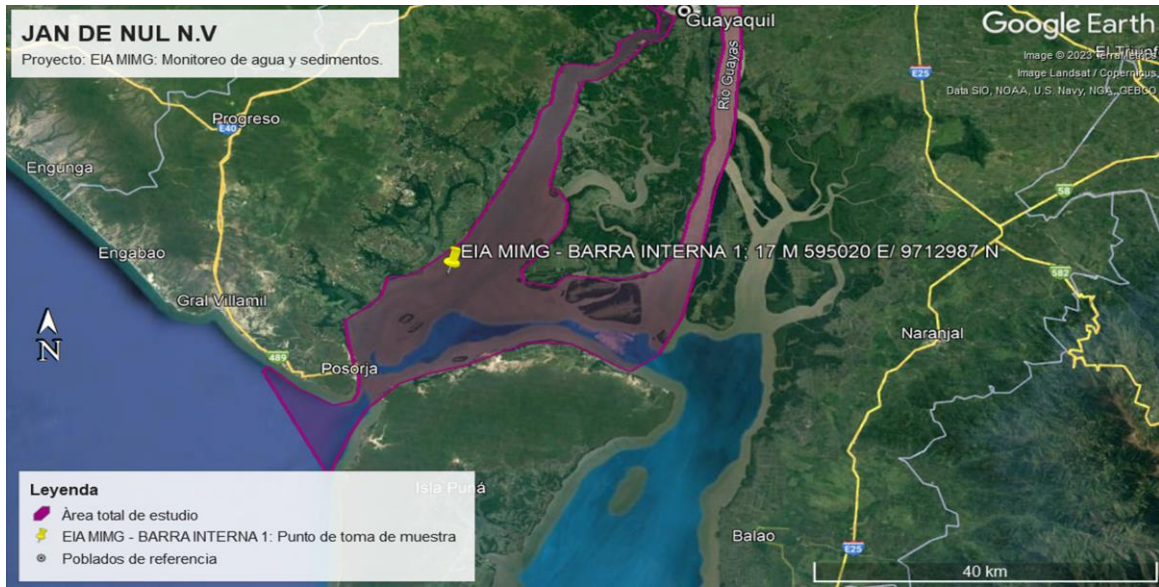 JAN DE NUL N.V
Proyecto: EIA MIMG: Monitoreo de agua y sedimentos.
Guayaquil
Google Earth
Image © 2023 TerraMetrics
Image Landsat / Copernicus
Data SIO, NOAA, U.S. Navy, NGA, GEBCO
E25
Río Guayas
Progreso
E40
Engunga
58
Engabao
EIA MIMG - BARRA INTERNA 1; 17 M 595020 E/ 9712987 N
582
Gral Villamil
N
Naranjal
489
Posorja
Isla Puná
Leyenda
Àrea total de estudio
EIA MIMG - BARRA INTERNA 1: Punto de toma de muestra
Poblados de referencia
Balao
E25
40 km